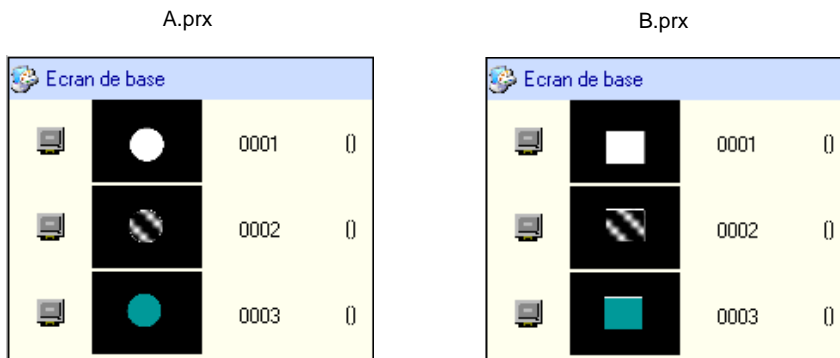 A.prx
Ecran de base
0001 ()
0002 ()
0003 ()
B.prx
Ecran de base
0001 ()
0002 ()
0003 ()